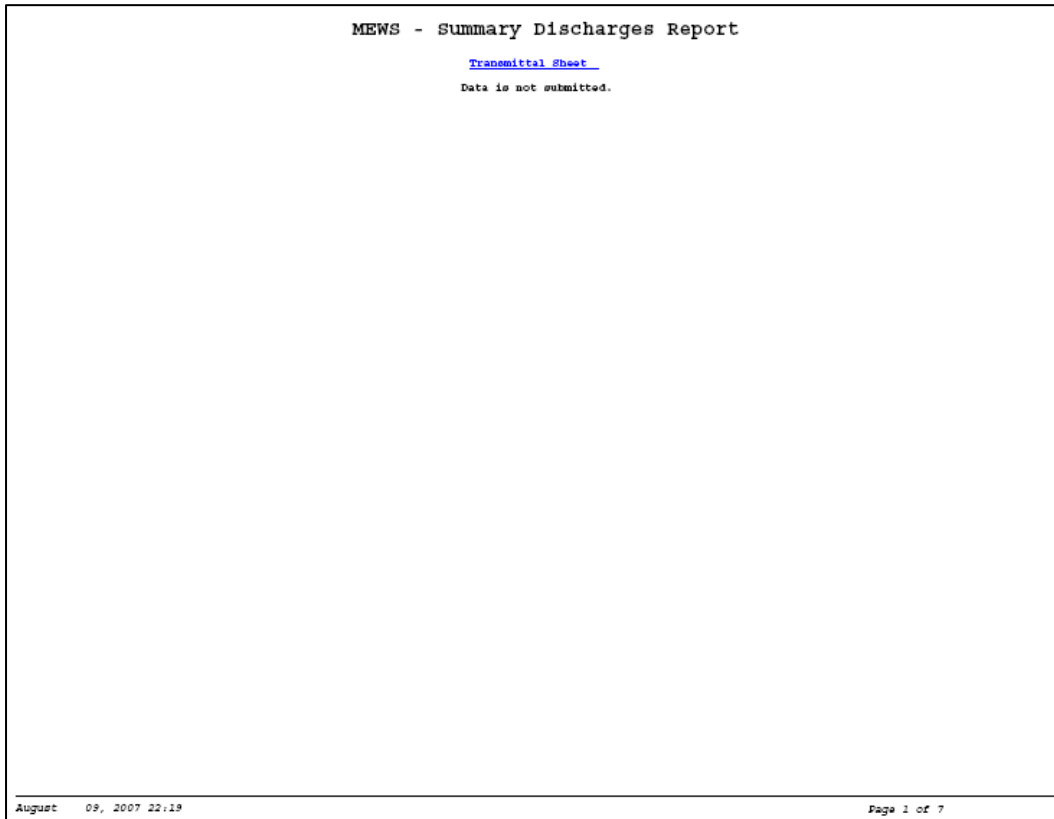 MEWS - Summary Discharges Report
Transmittal Sheet
Data is not submitted.
August 09, 2007 22:19 Page 1 of 7